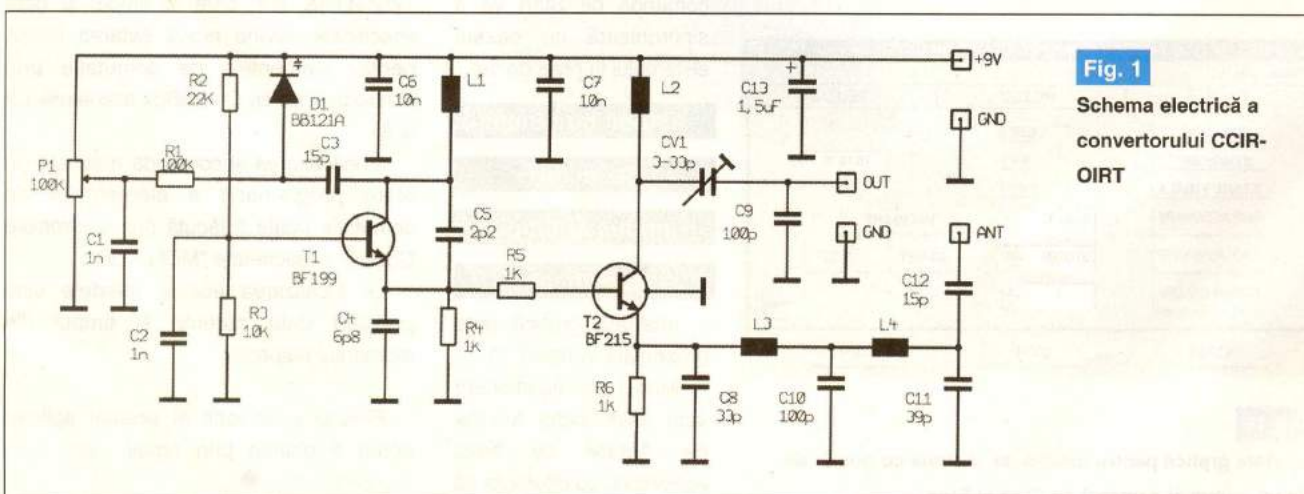 Fig. 1
Schema electrică a
convertorului CCIR-
OIRT
P1
100K
C1
1n
R1
100K
R2
22K
D1
BB121A
C3
15p
C2
1n
R3
10K
T1
BF199
C6
10n
L1
C4
6p8
C5
2p2
R4
1K
R5
1K
C7
10n
L2
CV1
3-33p
T2
BF215
R6
1k
C8
33p
L3
C10
100p
L4
C9
100p
C13
1,5uF
+
+9V
GND
OUT
GND
ANT
C12
15p
C11
39p